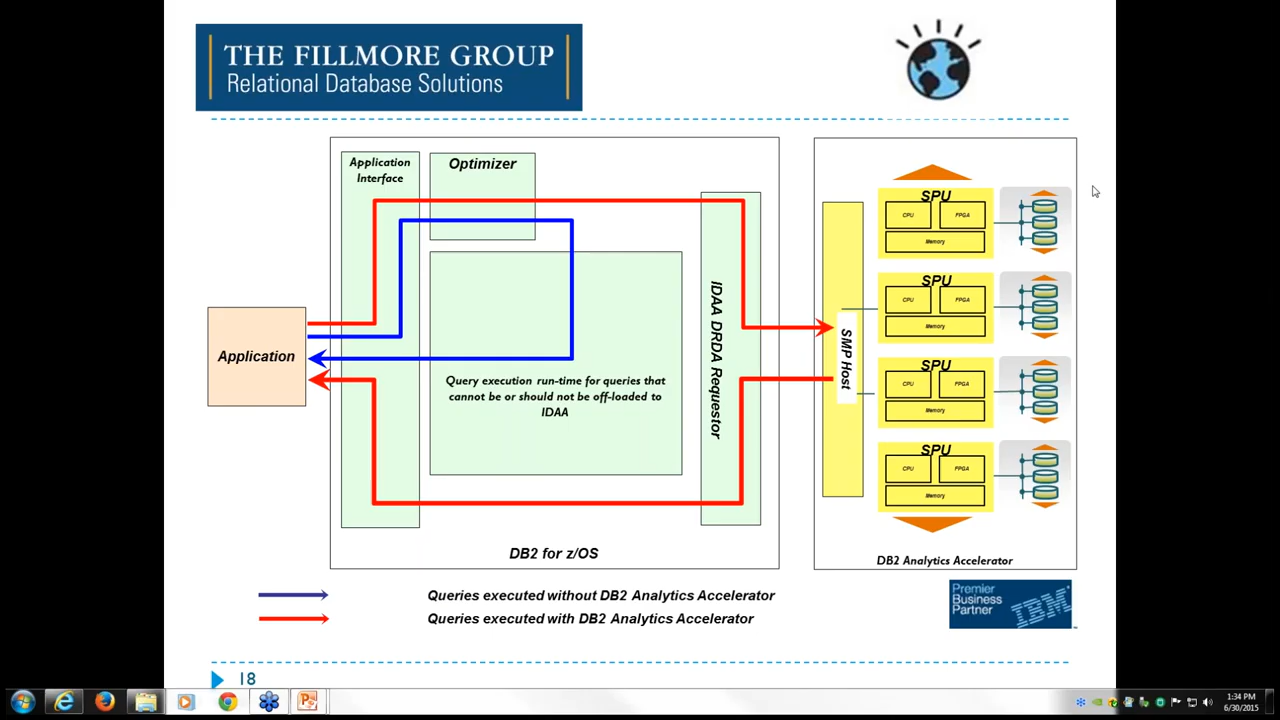 THE FILLMORE GROUP
Relational Database Solutions
Application
Interface
Optimizer
Application
Query execution run-time for queries that
cannot be or should not be off-loaded to
IDAA
IDAA DRDA Requestor
DB2 for z/OS
SMP Host
SPU
CPU
FPGA
Memory
SPU
CPU
FPGA
Memory
SPU
CPU
FPGA
Memory
SPU
CPU
FPGA
Memory
DB2 Analytics Accelerator
Queries executed without DB2 Analytics Accelerator
Queries executed with DB2 Analytics Accelerator
Premier
Business
Partner
IBM
18
1:34 PM
6/30/2015